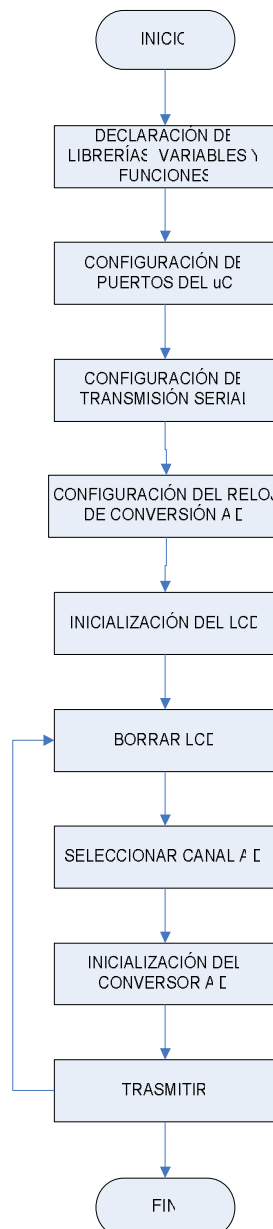 INICIO
DECLARACIÓN DE
LIBRERÍAS VARIABLES Y
FUNCIONES
CONFIGURACIÓN DE
PUERTOS DEL uC
CONFIGURACIÓN DE
TRANSMISIÓN SERIAL
CONFIGURACIÓN DEL RELOJ
DE CONVERSIÓN A D
INICIALIZACIÓN DEL LCD
BORRAR LCD
SELECCIONAR CANAL A D
INICIALIZACIÓN DEL
CONVERSOR A D
TRASMITIR
FIN